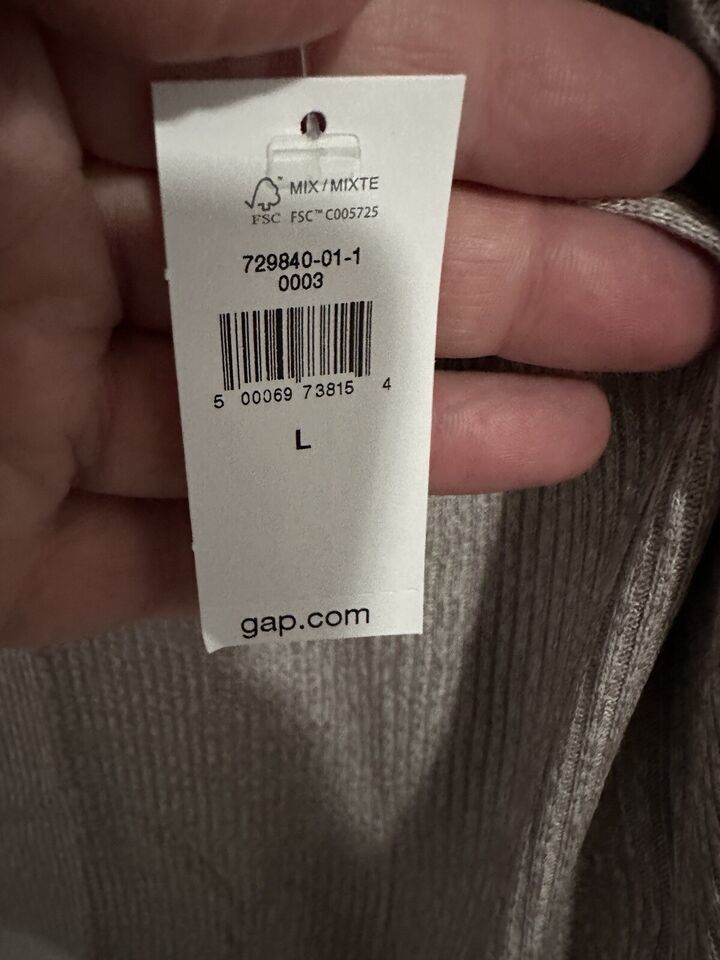 MIX / MIXTE
FSC FSC™ C005725
729840-01-1
0003
5 00069 73815 4
L
gap.com